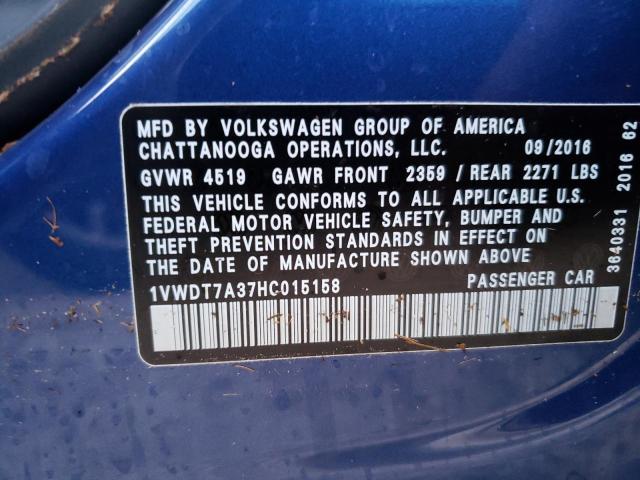 MFD BY VOLKSWAGEN GROUP OF AMERICA
CHATTANOOGA OPERATIONS, LLC. 09/2016
GVWR 4519 GAWR FRONT 2359 / REAR 2271 LBS
THIS VEHICLE CONFORMS TO ALL APPLICABLE U.S.
FEDERAL MOTOR VEHICLE SAFETY, BUMPER AND
THEFT PREVENTION STANDARDS IN EFFECT ON
THE DATE OF MANUFACTURE SHOWN ABOVE
1VWDT7A37HC015158 PASSENGER CAR
3640331 2016 62